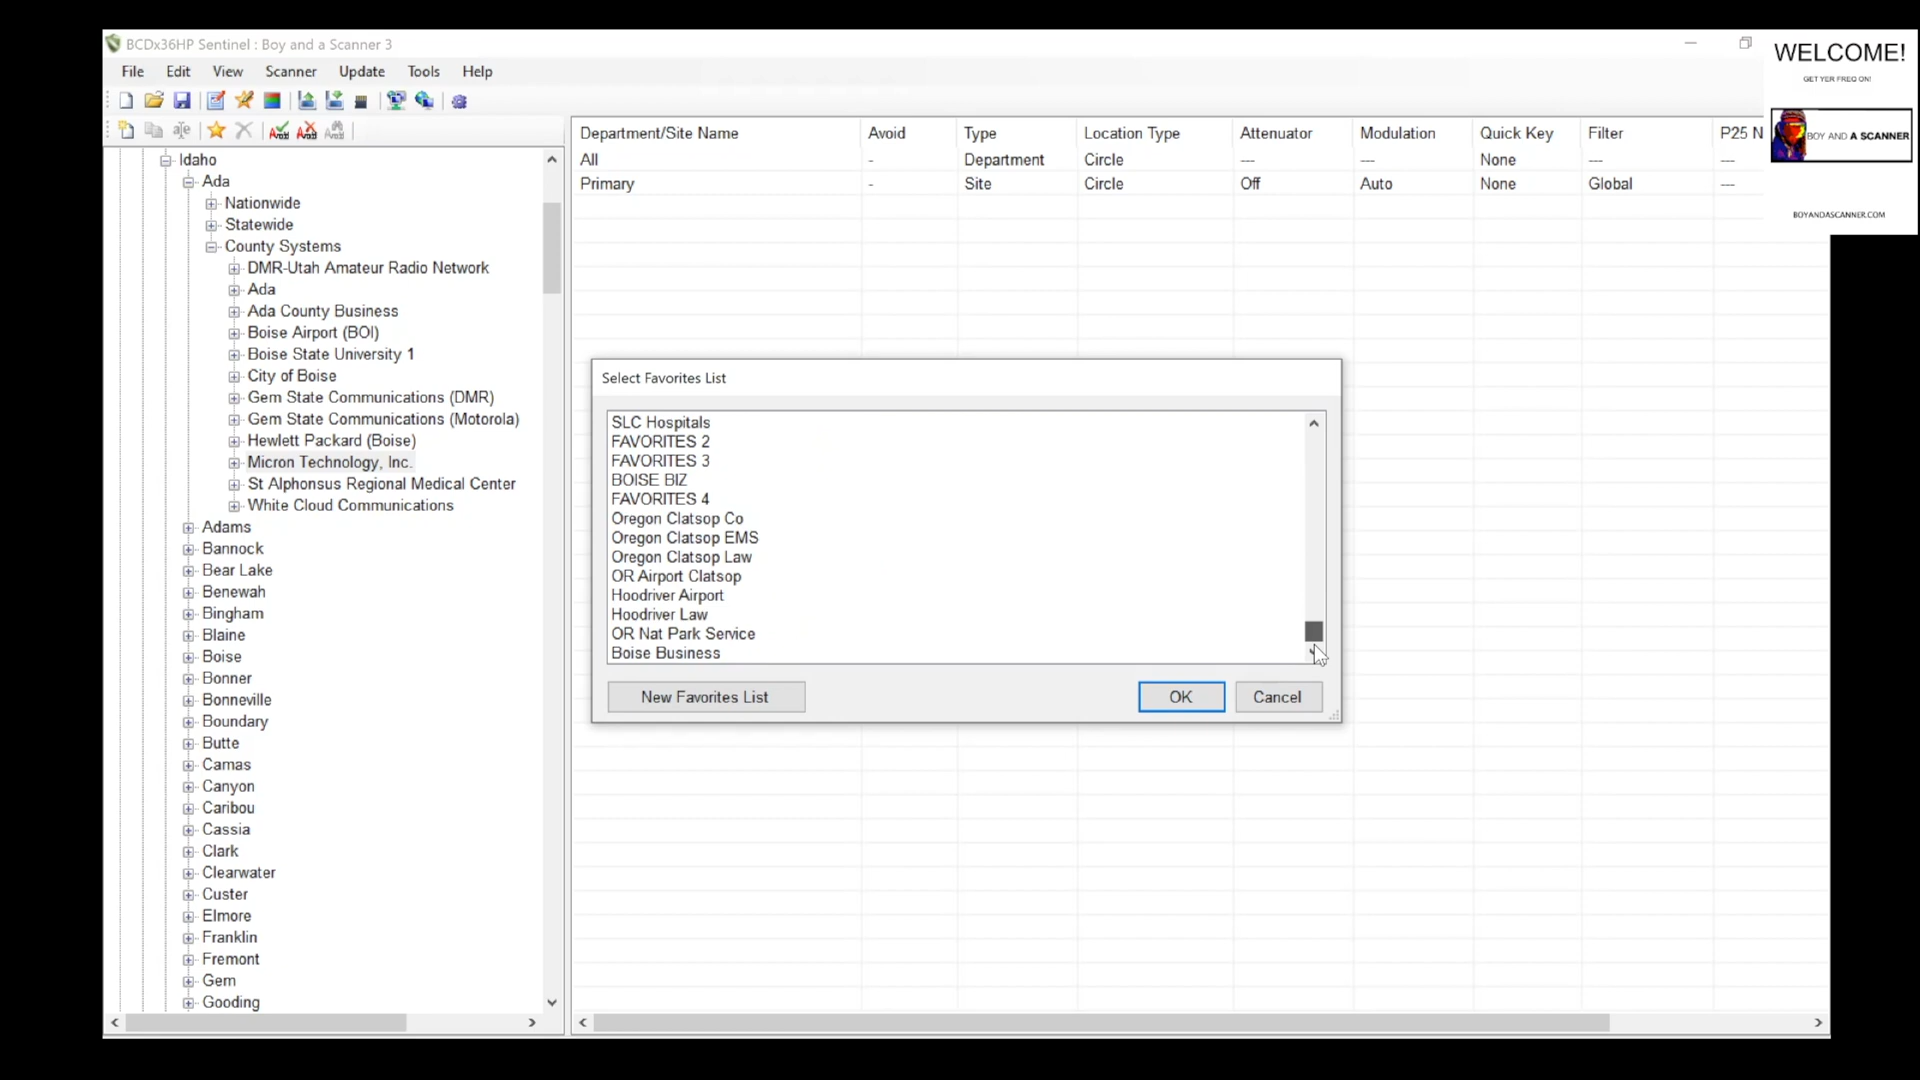 BCDx36HP Sentinel : Boy and a Scanner 3
File Edit View Scanner Update Tools Help
WELCOME!
GET YER FREQ ON!
BOY AND A SCANNER
BOYANDASCANNER.COM
Idaho
Ada
Nationwide
Statewide
County Systems
DMR-Utah Amateur Radio Network
Ada
Ada County Business
Boise Airport (BOI)
Boise State University 1
City of Boise
Gem State Communications (DMR)
Gem State Communications (Motorola)
Hewlett Packard (Boise)
Micron Technology, Inc.
St Alphonsus Regional Medical Center
White Cloud Communications
Adams
Bannock
Bear Lake
Benewah
Bingham
Blaine
Boise
Bonner
Bonneville
Boundary
Butte
Camas
Canyon
Caribou
Cassia
Clark
Clearwater
Custer
Elmore
Franklin
Fremont
Gem
Gooding
Department/Site Name Avoid Type Location Type Attenuator Modulation Quick Key Filter P25 N
All - Department Circle --- --- None --- ---
Primary - Site Circle Off Auto None Global ---
Select Favorites List
SLC Hospitals
FAVORITES 2
FAVORITES 3
BOISE BIZ
FAVORITES 4
Oregon Clatsop Co
Oregon Clatsop EMS
Oregon Clatsop Law
OR Airport Clatsop
Hoodriver Airport
Hoodriver Law
OR Nat Park Service
Boise Business
New Favorites List OK Cancel